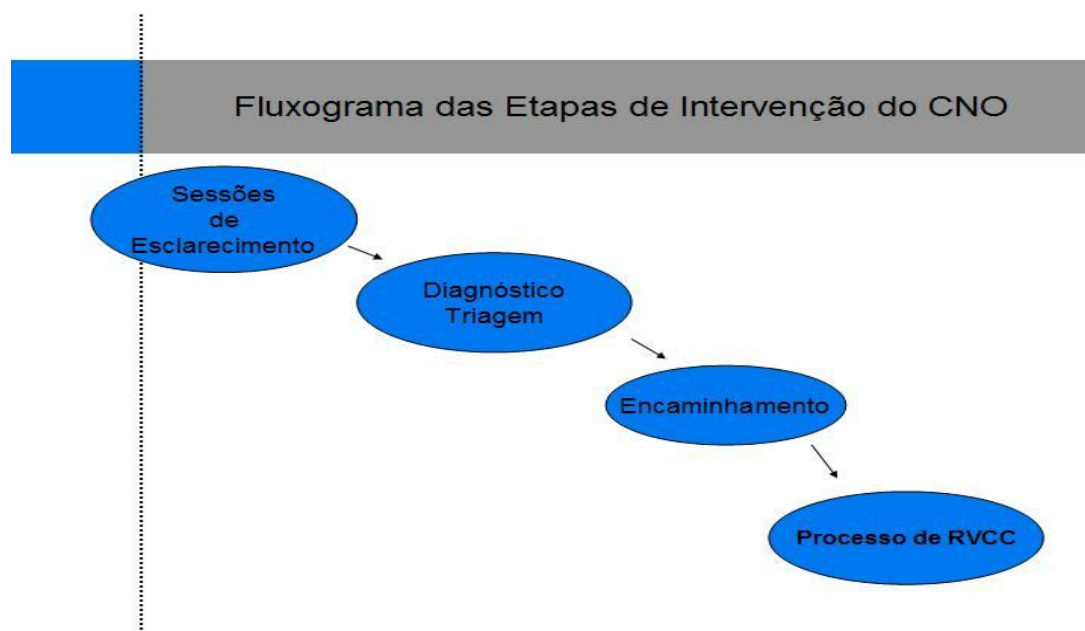 Fluxograma das Etapas de Intervenção do CNO
Sessões
de
Esclarecimento
Diagnóstico
Triagem
Encaminhamento
Processo de RVCC